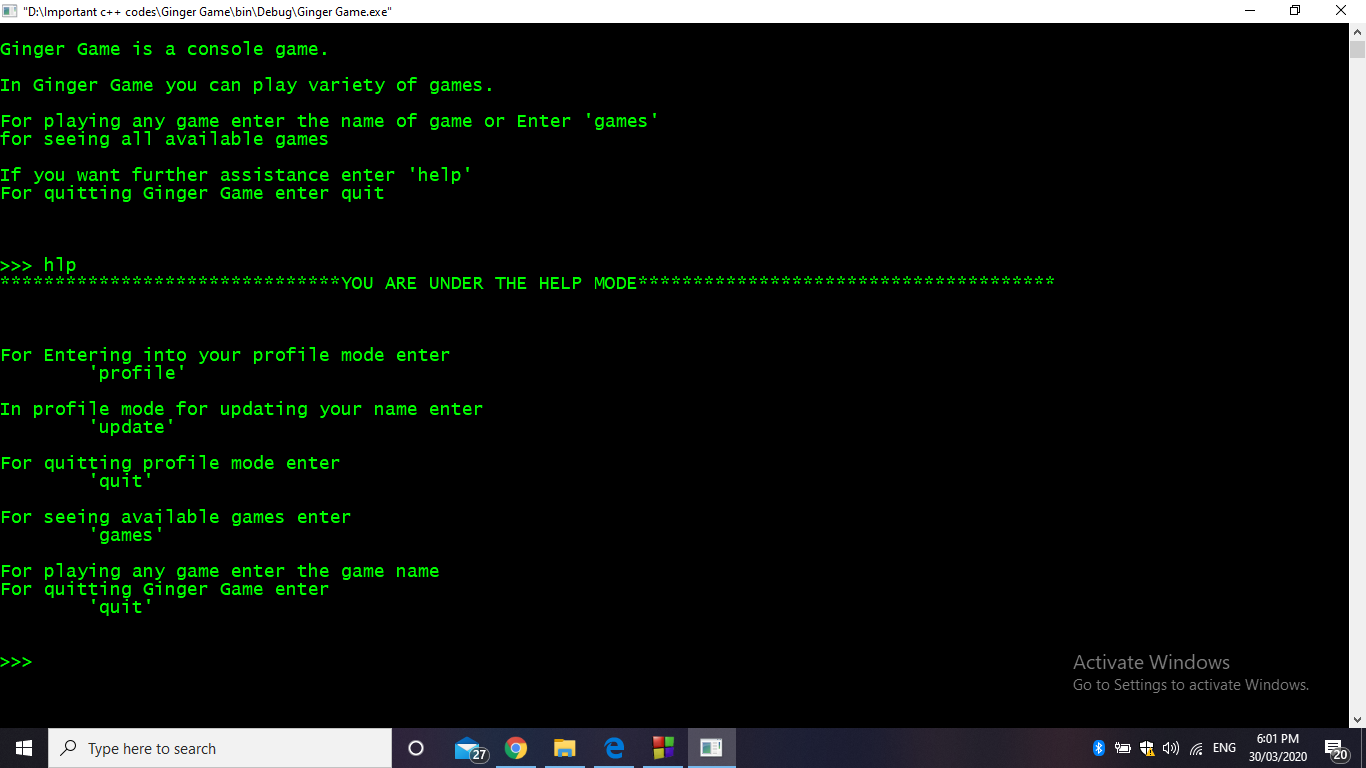 "D:\Important c++ codes\Ginger Game\bin\Debug\Ginger Game.exe"
Ginger Game is a console game.
In Ginger Game you can play variety of games.
For playing any game enter the name of game or Enter 'games'
for seeing all available games
If you want further assistance enter 'help'
For quitting Ginger Game enter quit
>>> hlp
*******************************YOU ARE UNDER THE HELP MODE**************************************
For Entering into your profile mode enter
'profile'
In profile mode for updating your name enter
'update'
For quitting profile mode enter
'quit'
For seeing available games enter
'games'
For playing any game enter the game name
For quitting Ginger Game enter
'quit'
>>>
Activate Windows
Go to Settings to activate Windows.
Type here to search
27
ENG
6:01 PM
30/03/2020
20